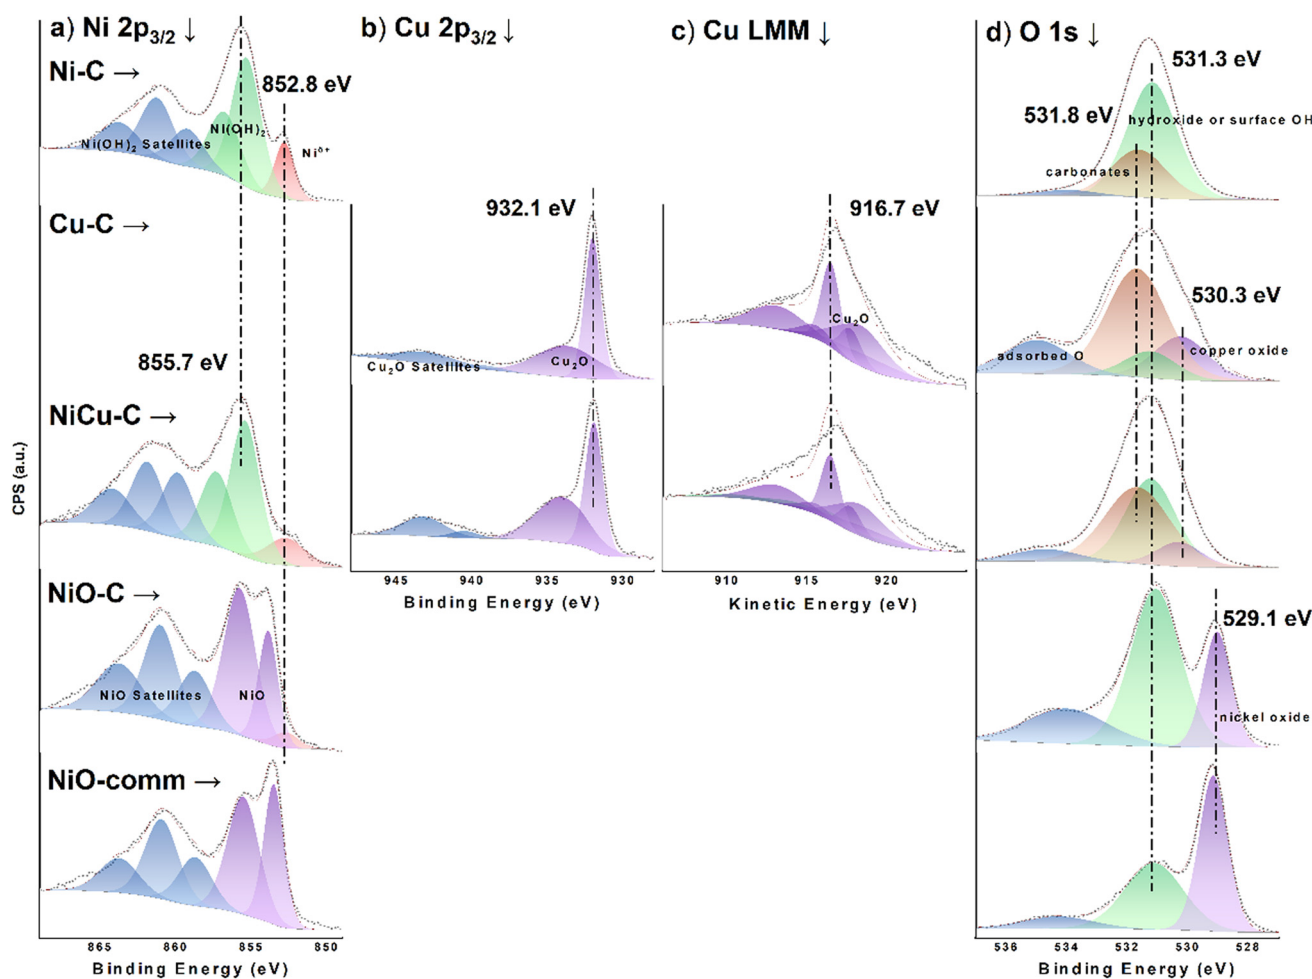 a) Ni 2p3/2 ↓
b) Cu 2p3/2 ↓
c) Cu LMM ↓
d) O 1s ↓
Ni-C →
852.8 eV
Ni(OH)2
Ni(OH)2 Satellites
Niδ+
531.3 eV
531.8 eV
hydroxide or surface OH
carbonates
Cu-C →
932.1 eV
Cu2O Satellites
Cu2O
916.7 eV
Cu2O
530.3 eV
adsorbed O
copper oxide
855.7 eV
NiCu-C →
CPS (a.u.)
945 940 935 930
Binding Energy (eV)
910 915 920
Kinetic Energy (eV)
NiO-C →
NiO Satellites
NiO
529.1 eV
nickel oxide
NiO-comm →
865 860 855 850
Binding Energy (eV)
536 534 532 530 528
Binding Energy (eV)